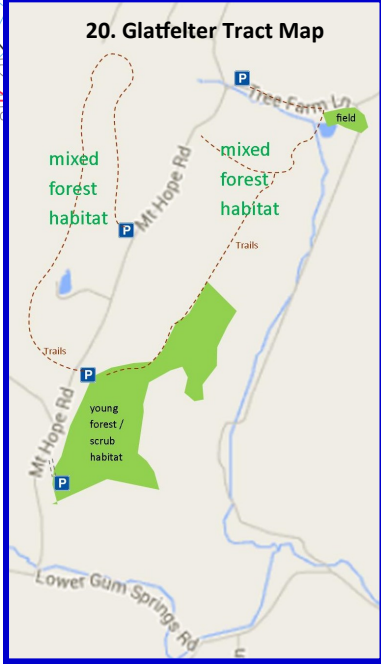 20. Glatfelter Tract Map
P
Tree Farm Ln
field
mixed
forest
habitat
mixed
forest
habitat
Mt Hope Rd
P
Trails
Trails
P
young
forest /
scrub
habitat
Mt Hope Rd
P
Lower Gum Springs Rd